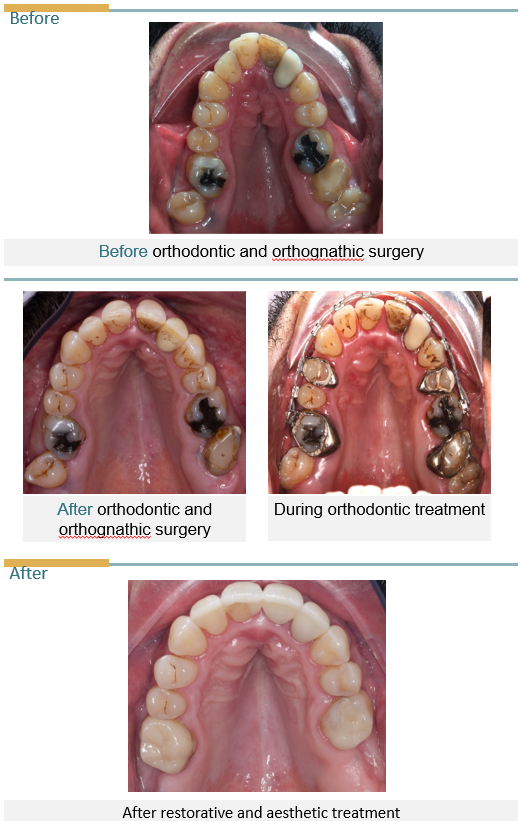 Before
Before orthodontic and orthognathic surgery
After orthodontic and
orthognathic surgery
During orthodontic treatment
After
After restorative and aesthetic treatment